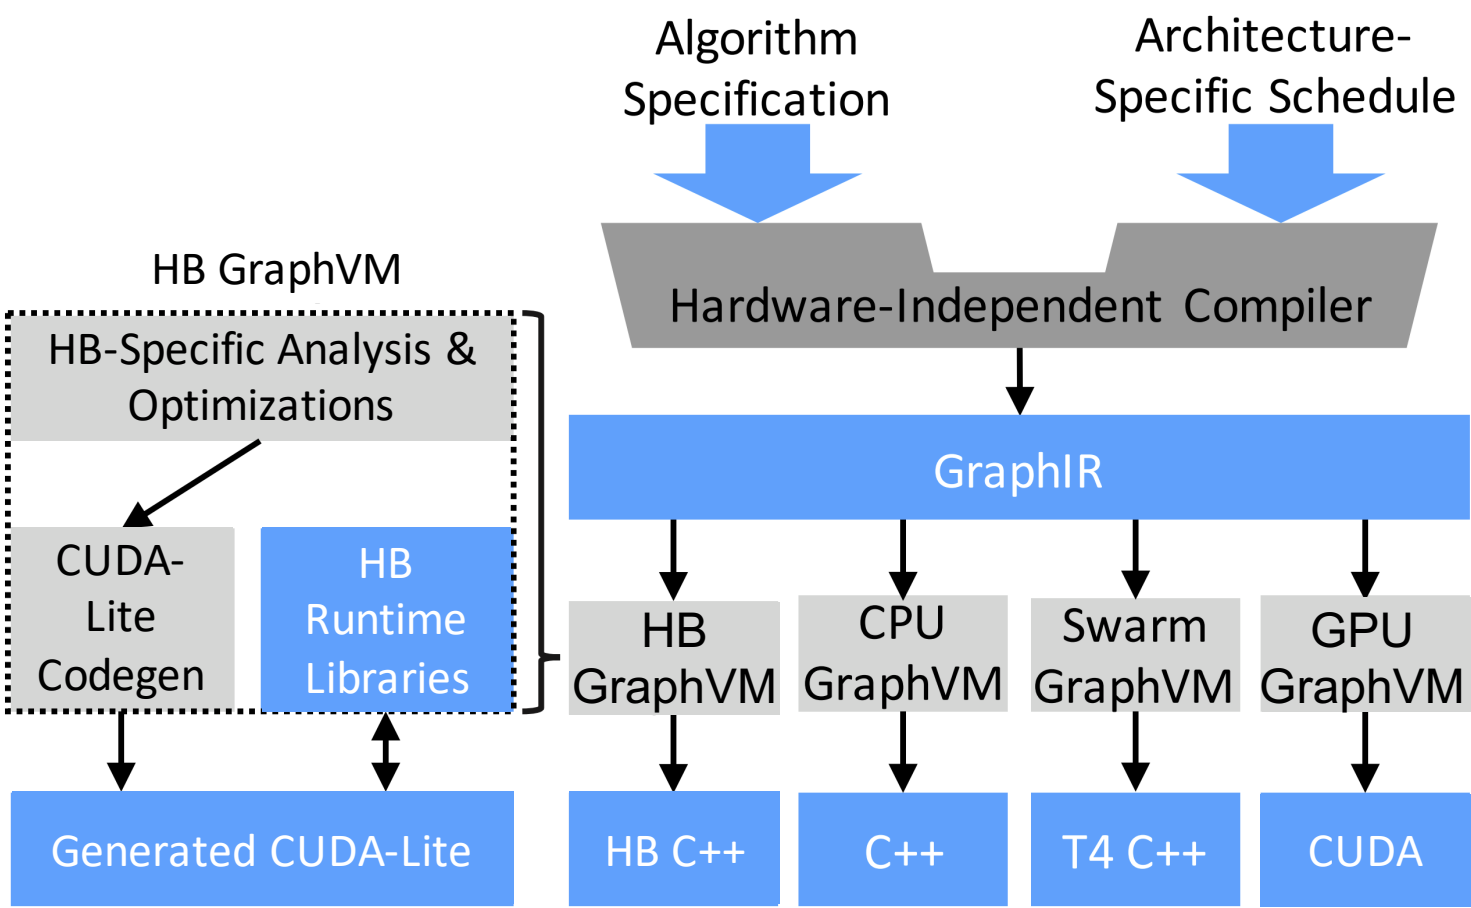 Algorithm
Specification
Architecture-
Specific Schedule
Hardware-Independent Compiler
HB GraphVM
HB-Specific Analysis &
Optimizations
CUDA-
Lite
Codegen
HB
Runtime
Libraries
Generated CUDA-Lite
GraphIR
HB
GraphVM
CPU
GraphVM
Swarm
GraphVM
GPU
GraphVM
HB C++
C++
T4 C++
CUDA